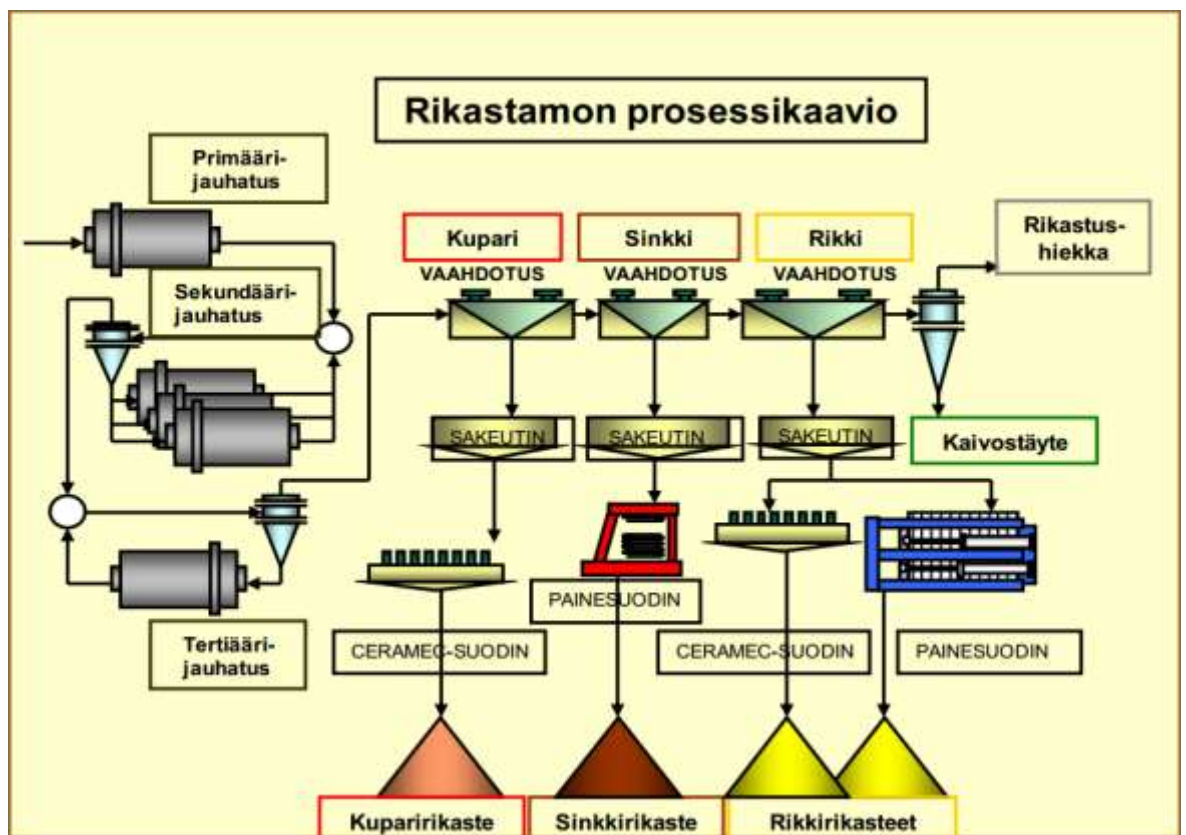 Rikastamon prosessikaavio
Primääri-
jauhatus
Sekundääri-
jauhatus
Tertiääri-
jauhatus
Kupari
Sinkki
Rikki
VAAHDOTUS
VAAHDOTUS
VAAHDOTUS
Rikastus-
hiekka
SAKEUTIN
SAKEUTIN
SAKEUTIN
Kaivostäyte
PAINESUODIN
CERAMEC-SUODIN
CERAMEC-SUODIN
PAINESUODIN
Kuparirikaste
Sinkkirikaste
Rikkirikasteet